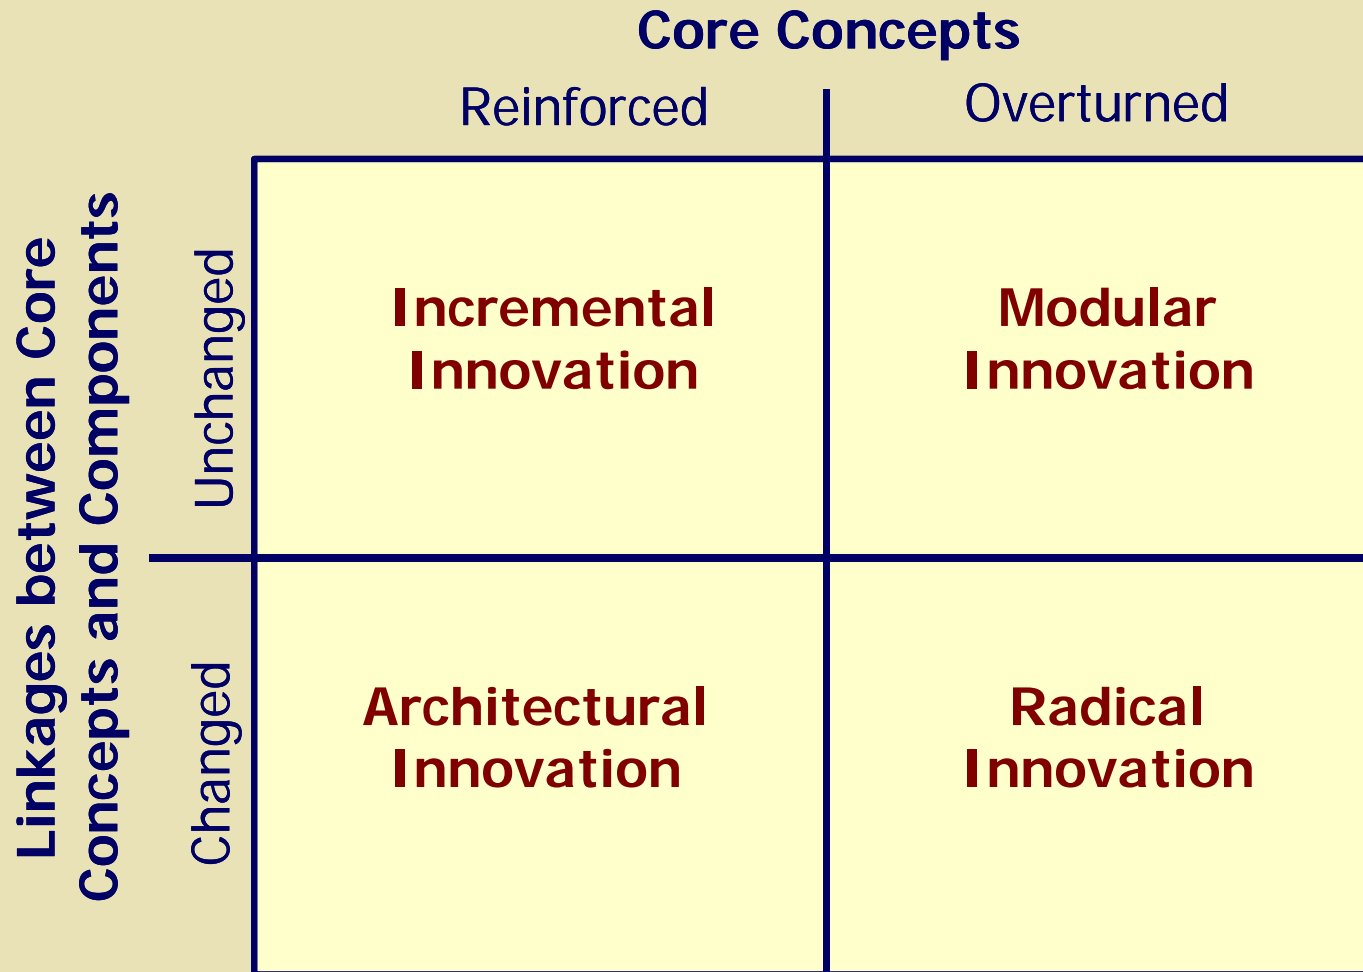 Core Concepts
Reinforced
Overturned
Linkages between Core
Concepts and Components
Unchanged
Incremental
Innovation
Modular
Innovation
Changed
Architectural
Innovation
Radical
Innovation